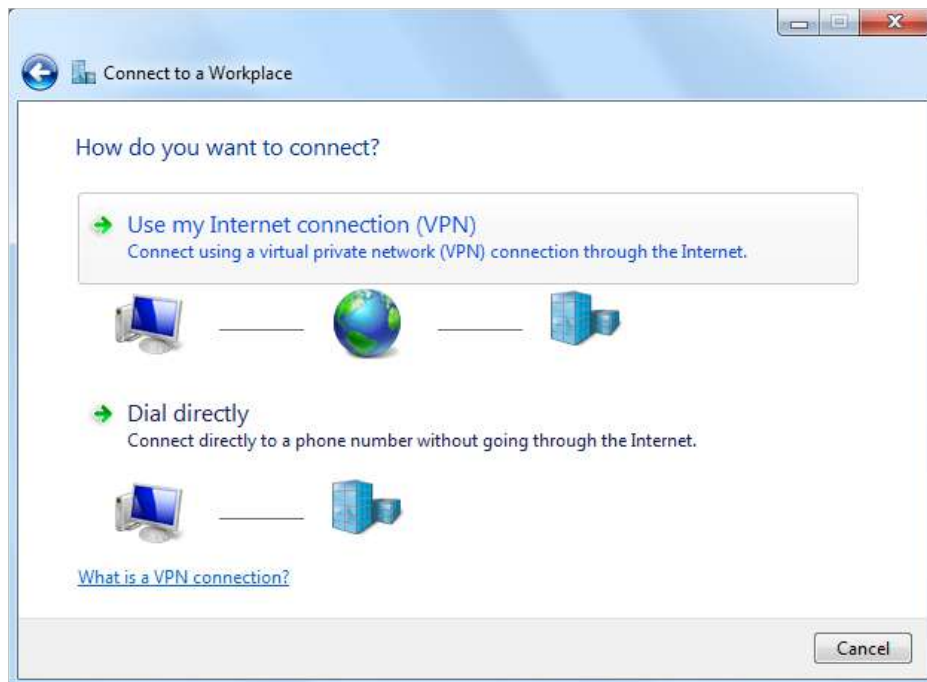 Connect to a Workplace
How do you want to connect?
Use my Internet connection (VPN)
Connect using a virtual private network (VPN) connection through the Internet.
Dial directly
Connect directly to a phone number without going through the Internet.
What is a VPN connection?
Cancel